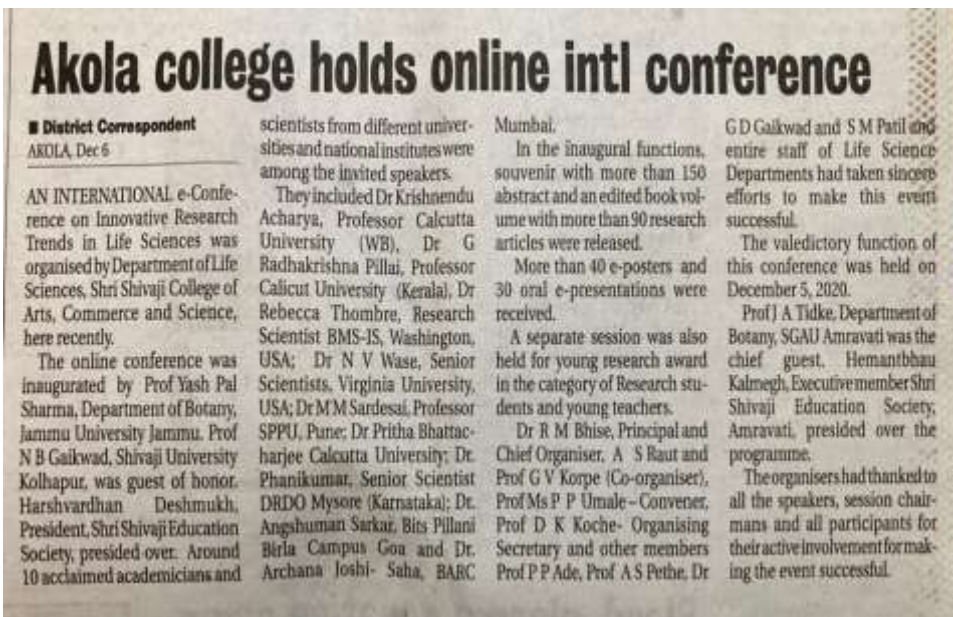 Akola college holds online intl conference
■ District Correspondent
AKOLA, Dec 6
AN INTERNATIONAL e-Confe-
rence on Innovative Research
Trends in Life Sciences was
organised by Department of Life
Sciences, Shri Shivaji College of
Arts, Commerce and Science,
here recently.
The online conference was
inaugurated by Prof Yash Pal
Sharma, Department of Botany,
Jammu University Jammu. Prof
N B Gaikwad, Shivaji University
Kolhapur, was guest of honor.
Harshvardhan Deshmukh,
President, Shri Shivaji Education
Society, presided over. Around
10 acclaimed academicians and
scientists from different univer-
sities and national institutes were
among the invited speakers.
They included Dr Krishnendu
Acharya, Professor Calcutta
University (WB), Dr G
Radhakrishna Pillai, Professor
Calicut University (Kerala), Dr
Rebecca Thombre, Research
Scientist BMS-IS, Washington,
USA; Dr N V Wase, Senior
Scientists, Virginia University,
USA; Dr M M Sardesai, Professor
SPPU, Pune; Dr Pritha Bhattac-
harjee Calcutta University; Dr.
Phanikumar, Senior Scientist
DRDO Mysore (Karnataka); Dr.
Angshuman Sarkar, Bits Pillani
Birla Campus Goa and Dr.
Archana Joshi- Saha, BARC
Mumbai.
In the inaugural functions,
souvenir with more than 150
abstract and an edited book vol-
ume with more than 90 research
articles were released.
More than 40 e-posters and
30 oral e-presentations were
received.
A separate session was also
held for young research award
in the category of Research stu-
dents and young teachers.
Dr R M Bhise, Principal and
Chief Organiser, A S Raut and
Prof G V Korpe (Co-organiser),
Prof Ms P P Umale – Convener,
Prof D K Koche- Organising
Secretary and other members
Prof P P Ade, Prof A S Pethe, Dr
G D Gaikwad and S M Patil and
entire staff of Life Science
Departments had taken sincere
efforts to make this event
successful.
The valedictory function of
this conference was held on
December 5, 2020.
Prof J A Tidke, Department of
Botany, SGAU Amravati was the
chief guest. Hemantbhau
Kalmegh, Executive member Shri
Shivaji Education Society,
Amravati, presided over the
programme.
The organisers had thanked to
all the speakers, session chair-
mans and all participants for
their active involvement for mak-
ing the event successful.